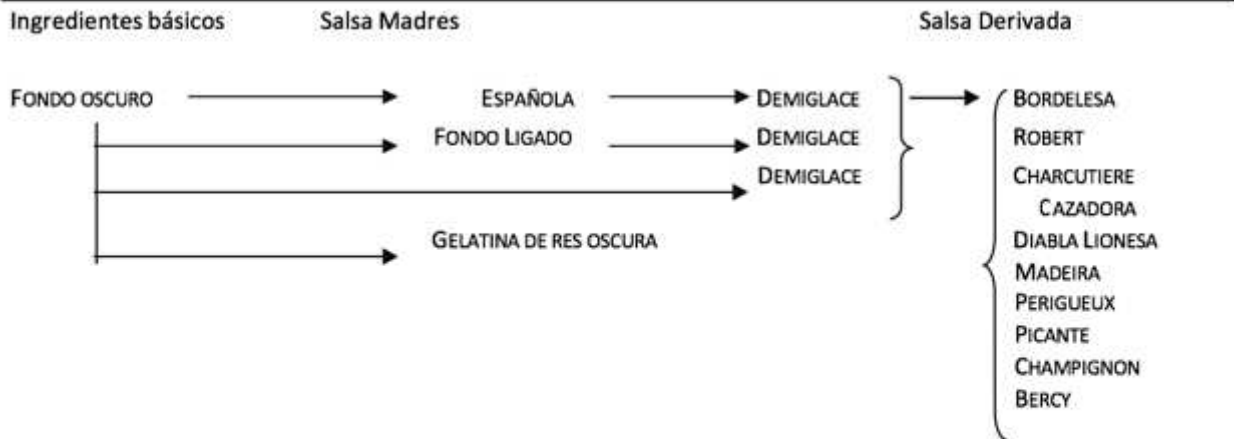 Ingredientes básicos Salsa Madres Salsa Derivada
FONDO OSCURO ESPAÑOLA DEMIGLACE BORDELESA
FONDO LIGADO DEMIGLACE ROBERT
DEMIGLACE CHARCUTIERE
CAZADORA
GELATINA DE RES OSCURA DIABLA LIONESA
MADEIRA
PERIGUEUX
PICANTE
CHAMPIGNON
BERCY